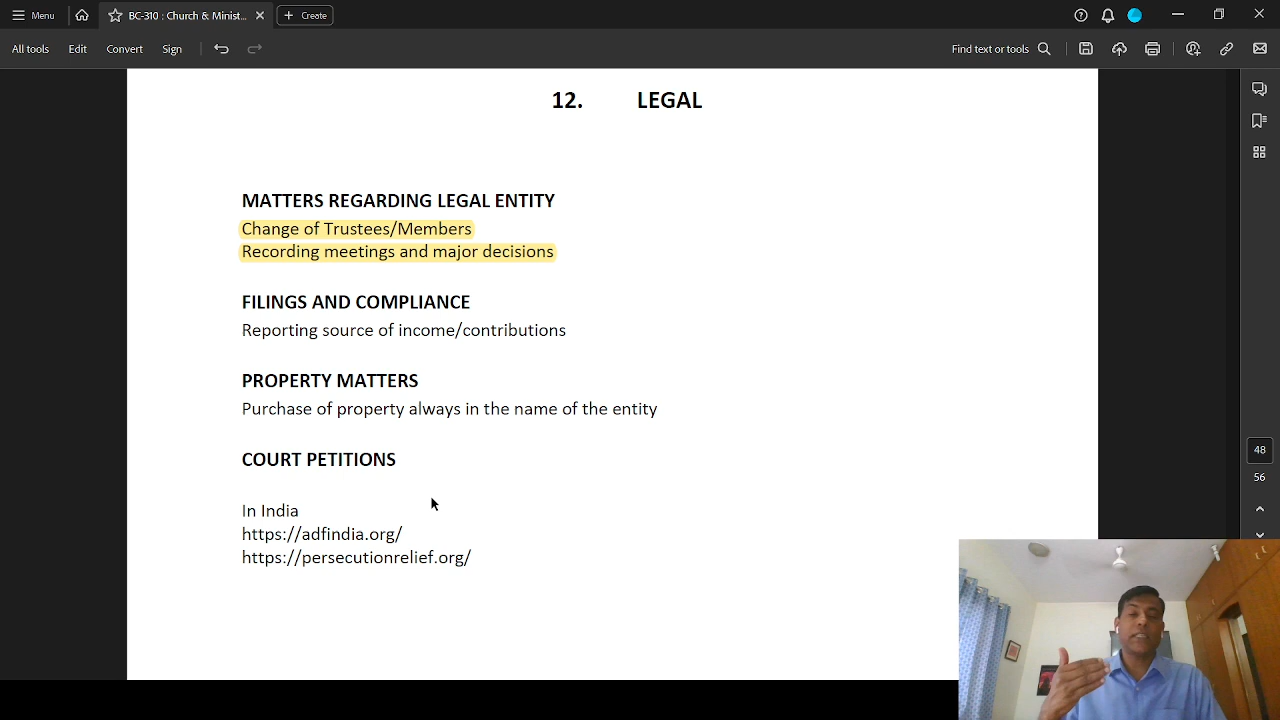 Menu
BC-310 : Church & Minist...
Create
All tools
Edit
Convert
Sign
Find text or tools
12. LEGAL
MATTERS REGARDING LEGAL ENTITY
Change of Trustees/Members
Recording meetings and major decisions
FILINGS AND COMPLIANCE
Reporting source of income/contributions
PROPERTY MATTERS
Purchase of property always in the name of the entity
COURT PETITIONS
In India
https://adfindia.org/
https://persecutionrelief.org/
48
56